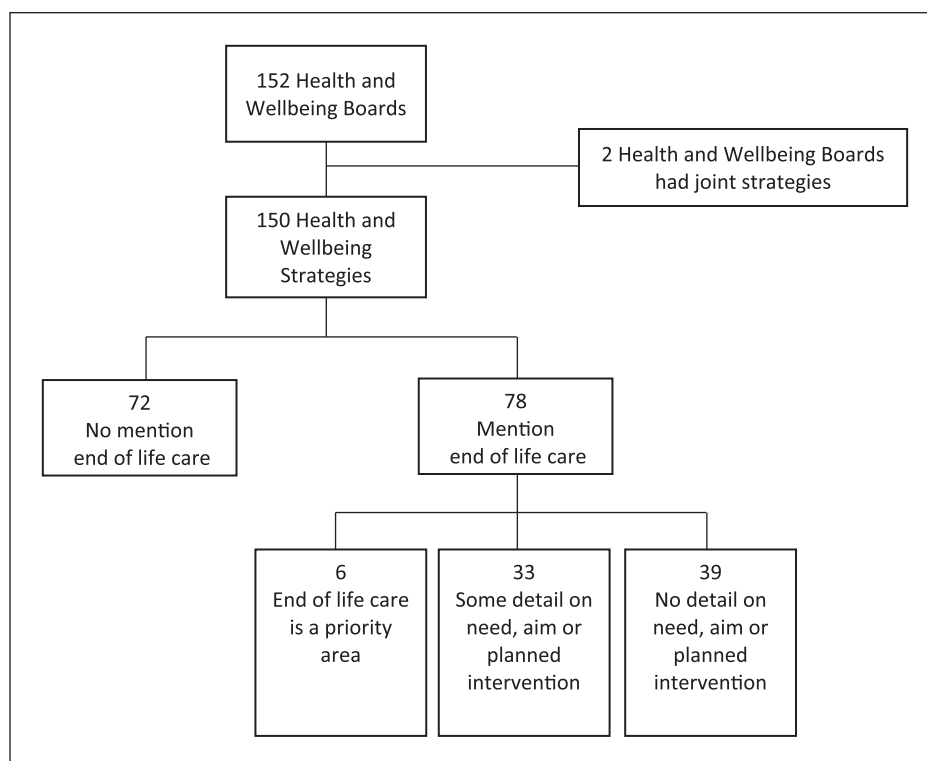 152 Health and
Wellbeing Boards
2 Health and Wellbeing Boards
had joint strategies
150 Health and
Wellbeing
Strategies
72
No mention
end of life care
78
Mention
end of life care
6
End of life care
is a priority
area
33
Some detail on
need, aim or
planned
intervention
39
No detail on
need, aim or
planned
intervention